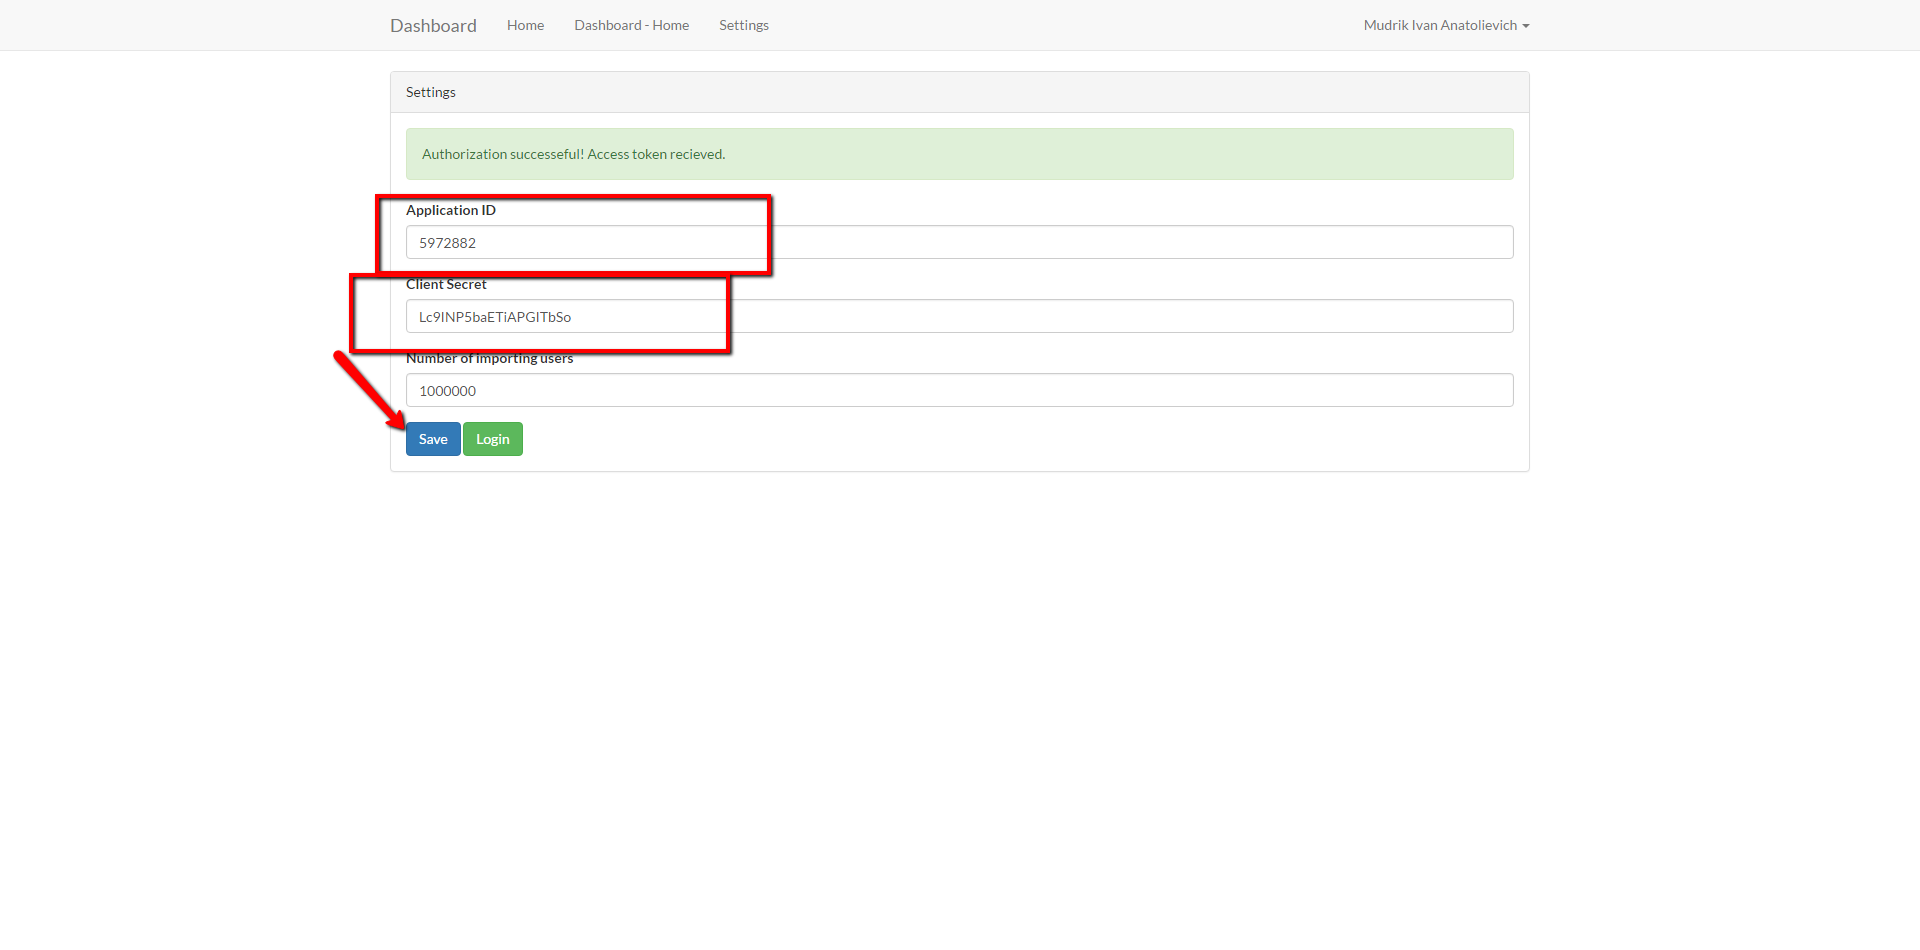 Dashboard Home Dashboard - Home Settings Mudrik Ivan Anatolievich
Settings
Authorization successeful! Access token recieved.
Application ID
5972882
Client Secret
Lc9INP5baETiAPGITbSo
Number of importing users
1000000
Save Login